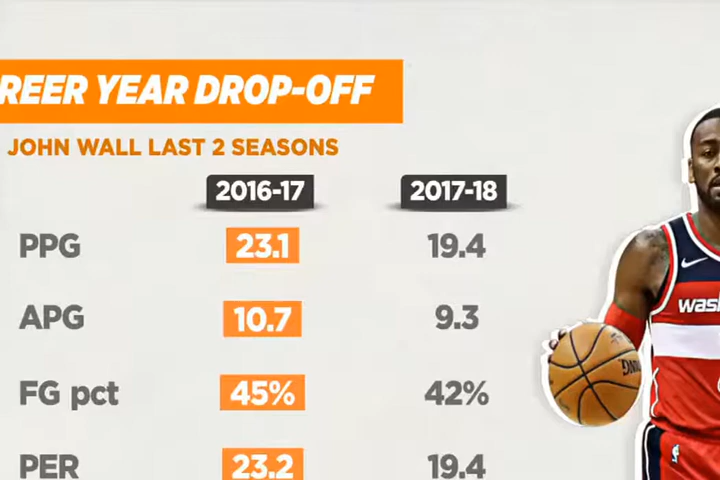 REER YEAR DROP-OFF
JOHN WALL LAST 2 SEASONS
2016-17 2017-18
PPG 23.1 19.4
APG 10.7 9.3
FG pct 45% 42%
PER 23.2 19.4